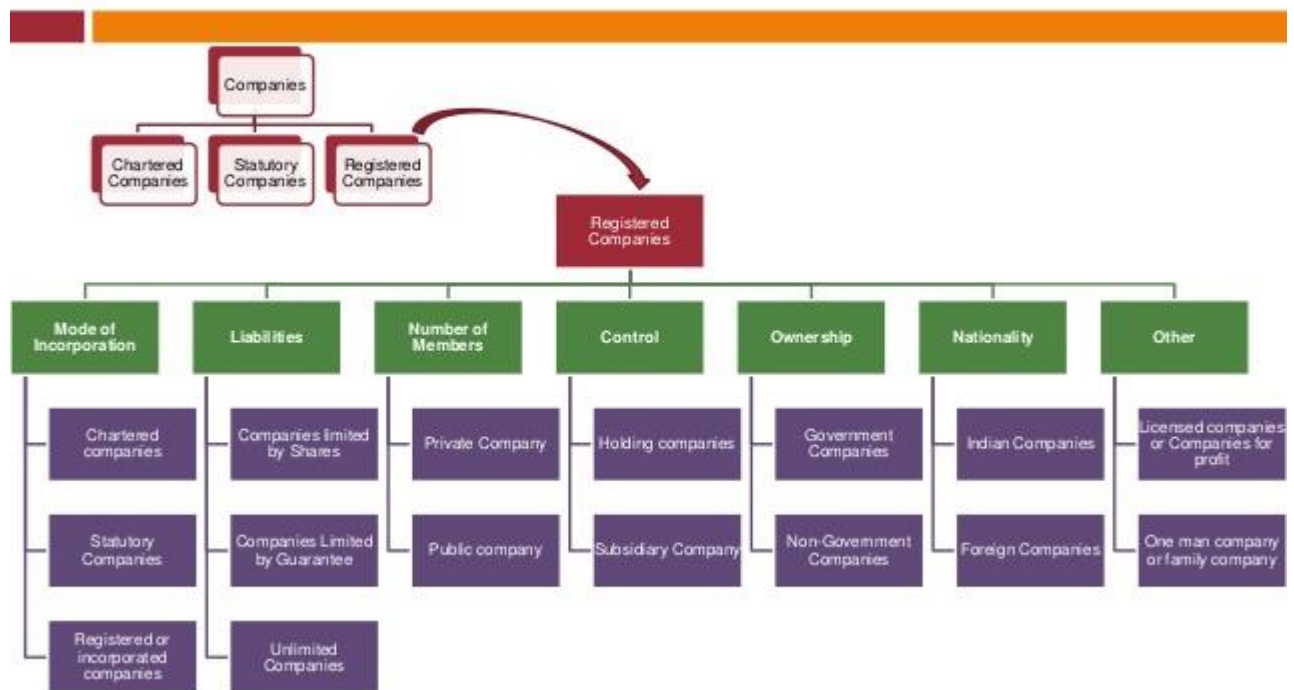 Companies
Chartered
Companies
Statutory
Companies
Registered
Companies
Registered
Companies
Mode of
Incorporation
Liabilities
Number of
Members
Control
Ownership
Nationality
Other
Chartered
companies
Companies limited
by Shares
Private Company
Holding companies
Government
Companies
Indian Companies
Licensed companies
or Companies for
profit
Statutory
Companies
Companies Limited
by Guarantee
Public company
Subsidiary Company
Non-Government
Companies
Foreign Companies
One man company
or family company
Registered or
incorporated
companies
Unlimited
Companies